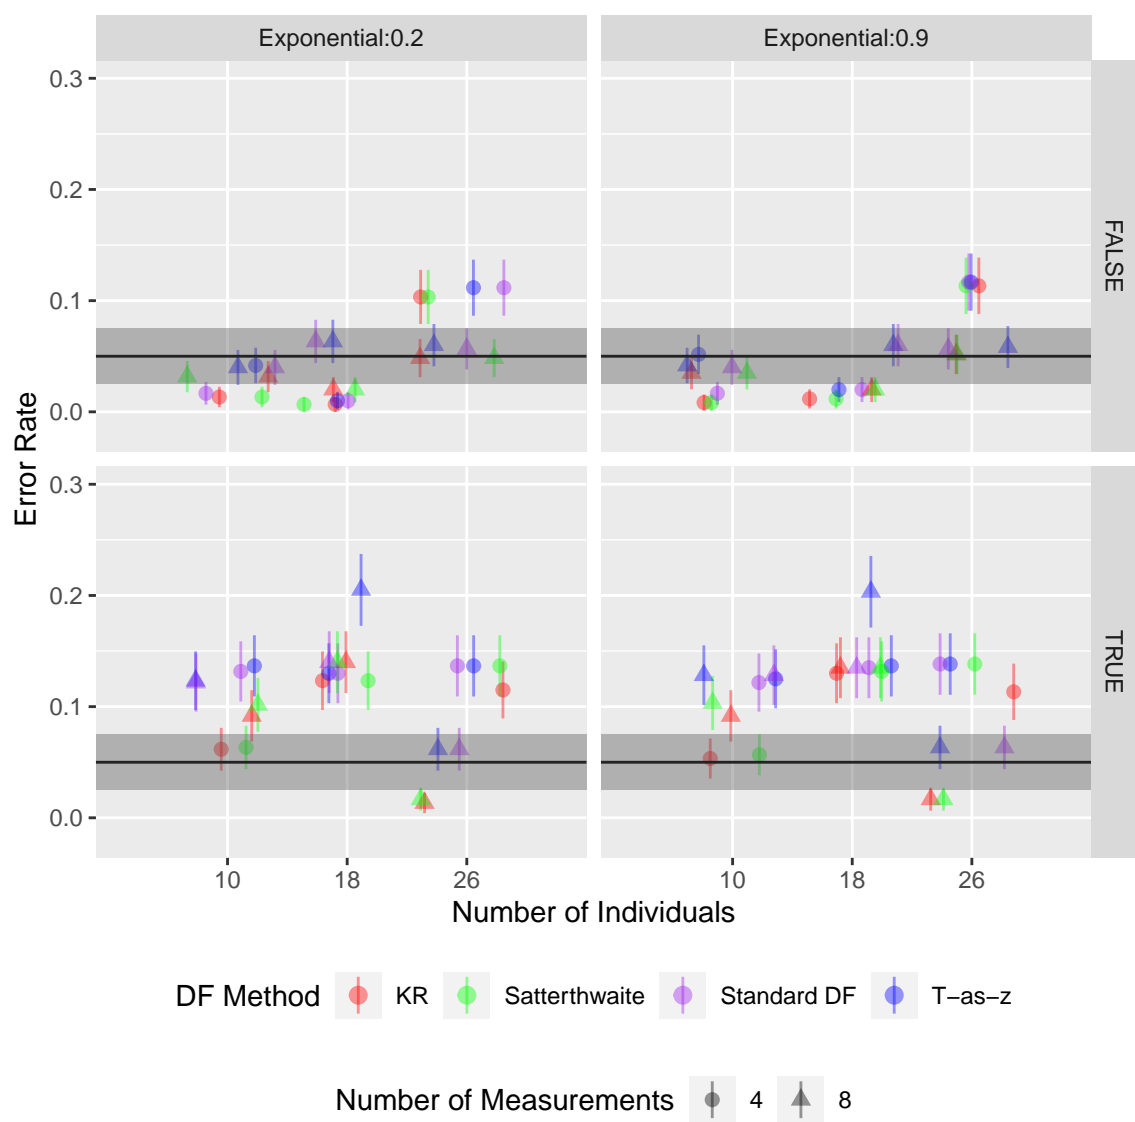 Exponential:0.2
Exponential:0.9
0.3
0.2
0.1
0.0
FALSE
Error Rate
0.3
0.2
0.1
0.0
TRUE
10 18 26
10 18 26
Number of Individuals
DF Method KR Satterthwaite Standard DF T−as−z
Number of Measurements 4 8